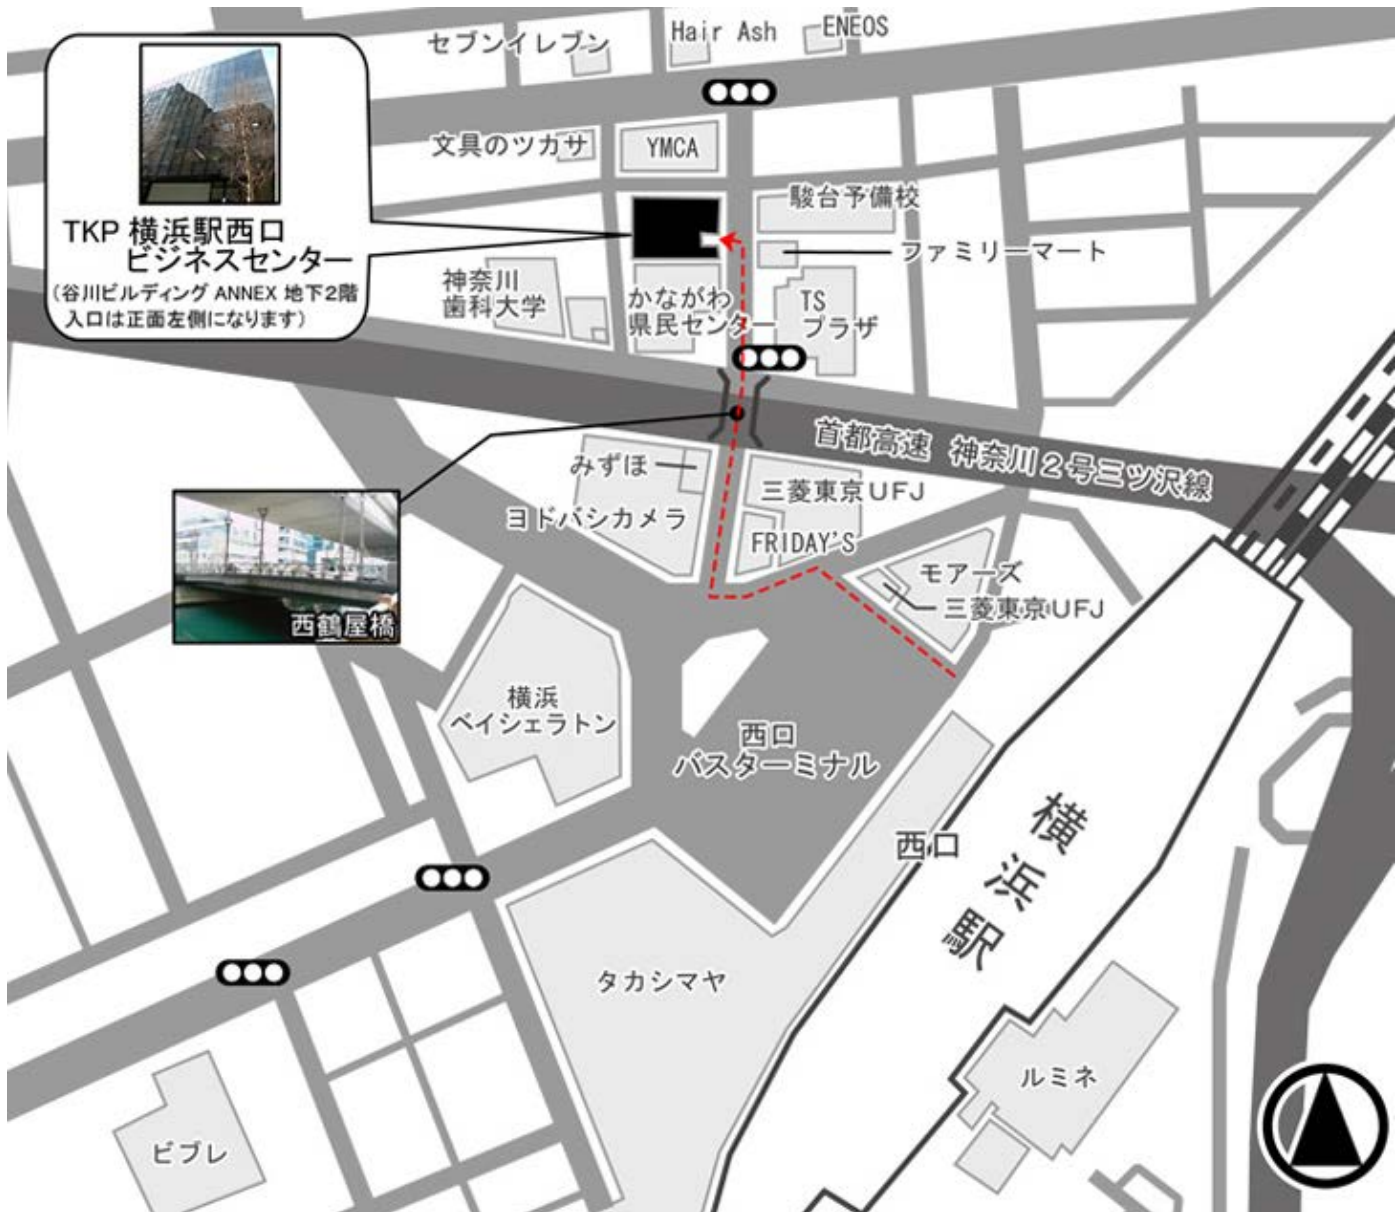 セブンイレブン
Hair Ash
ENEOS
文具のツカサ
YMCA
TKP 横浜駅西口
ビジネスセンター
(谷川ビルディング ANNEX 地下2階
入口は正面左側になります)
駿台予備校
ファミリーマート
神奈川
歯科大学
かながわ
県民センター
TS
プラザ
首都高速 神奈川2号三ツ沢線
みずほ
ヨドバシカメラ
三菱東京UFJ
FRIDAY'S
モアーズ
三菱東京UFJ
西鶴屋橋
横浜
ベイシェラトン
西口
バスターミナル
西口
横浜駅
タカシマヤ
ルミネ
ビブレ